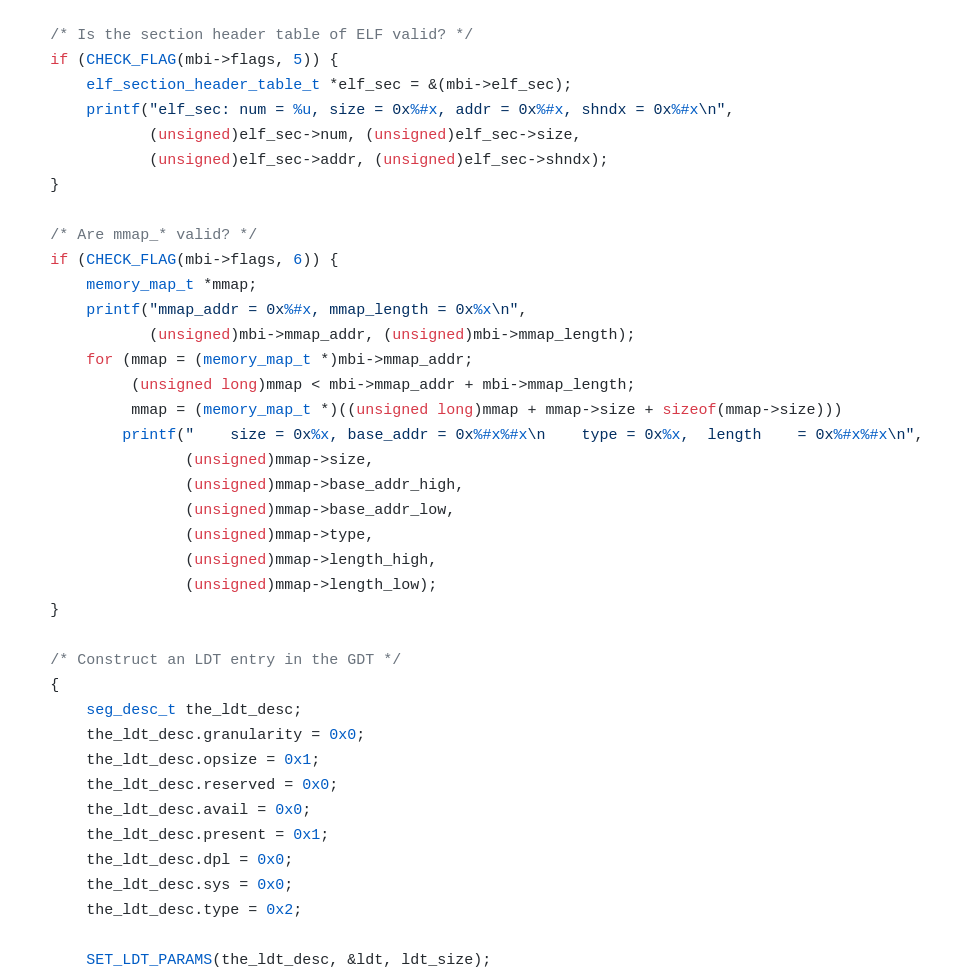 /* Is the section header table of ELF valid? */
if (CHECK_FLAG(mbi->flags, 5)) {
    elf_section_header_table_t *elf_sec = &(mbi->elf_sec);
    printf("elf_sec: num = %u, size = 0x%#x, addr = 0x%#x, shndx = 0x%#x\n",
           (unsigned)elf_sec->num, (unsigned)elf_sec->size,
           (unsigned)elf_sec->addr, (unsigned)elf_sec->shndx);
}

/* Are mmap_* valid? */
if (CHECK_FLAG(mbi->flags, 6)) {
    memory_map_t *mmap;
    printf("mmap_addr = 0x%#x, mmap_length = 0x%x\n",
           (unsigned)mbi->mmap_addr, (unsigned)mbi->mmap_length);
    for (mmap = (memory_map_t *)mbi->mmap_addr;
         (unsigned long)mmap < mbi->mmap_addr + mbi->mmap_length;
         mmap = (memory_map_t *)((unsigned long)mmap + mmap->size + sizeof(mmap->size)))
        printf("    size = 0x%x, base_addr = 0x%#x%#x\n    type = 0x%x,  length    = 0x%#x%#x\n",
               (unsigned)mmap->size,
               (unsigned)mmap->base_addr_high,
               (unsigned)mmap->base_addr_low,
               (unsigned)mmap->type,
               (unsigned)mmap->length_high,
               (unsigned)mmap->length_low);
}

/* Construct an LDT entry in the GDT */
{
    seg_desc_t the_ldt_desc;
    the_ldt_desc.granularity = 0x0;
    the_ldt_desc.opsize = 0x1;
    the_ldt_desc.reserved = 0x0;
    the_ldt_desc.avail = 0x0;
    the_ldt_desc.present = 0x1;
    the_ldt_desc.dpl = 0x0;
    the_ldt_desc.sys = 0x0;
    the_ldt_desc.type = 0x2;

    SET_LDT_PARAMS(the_ldt_desc, &ldt, ldt_size);